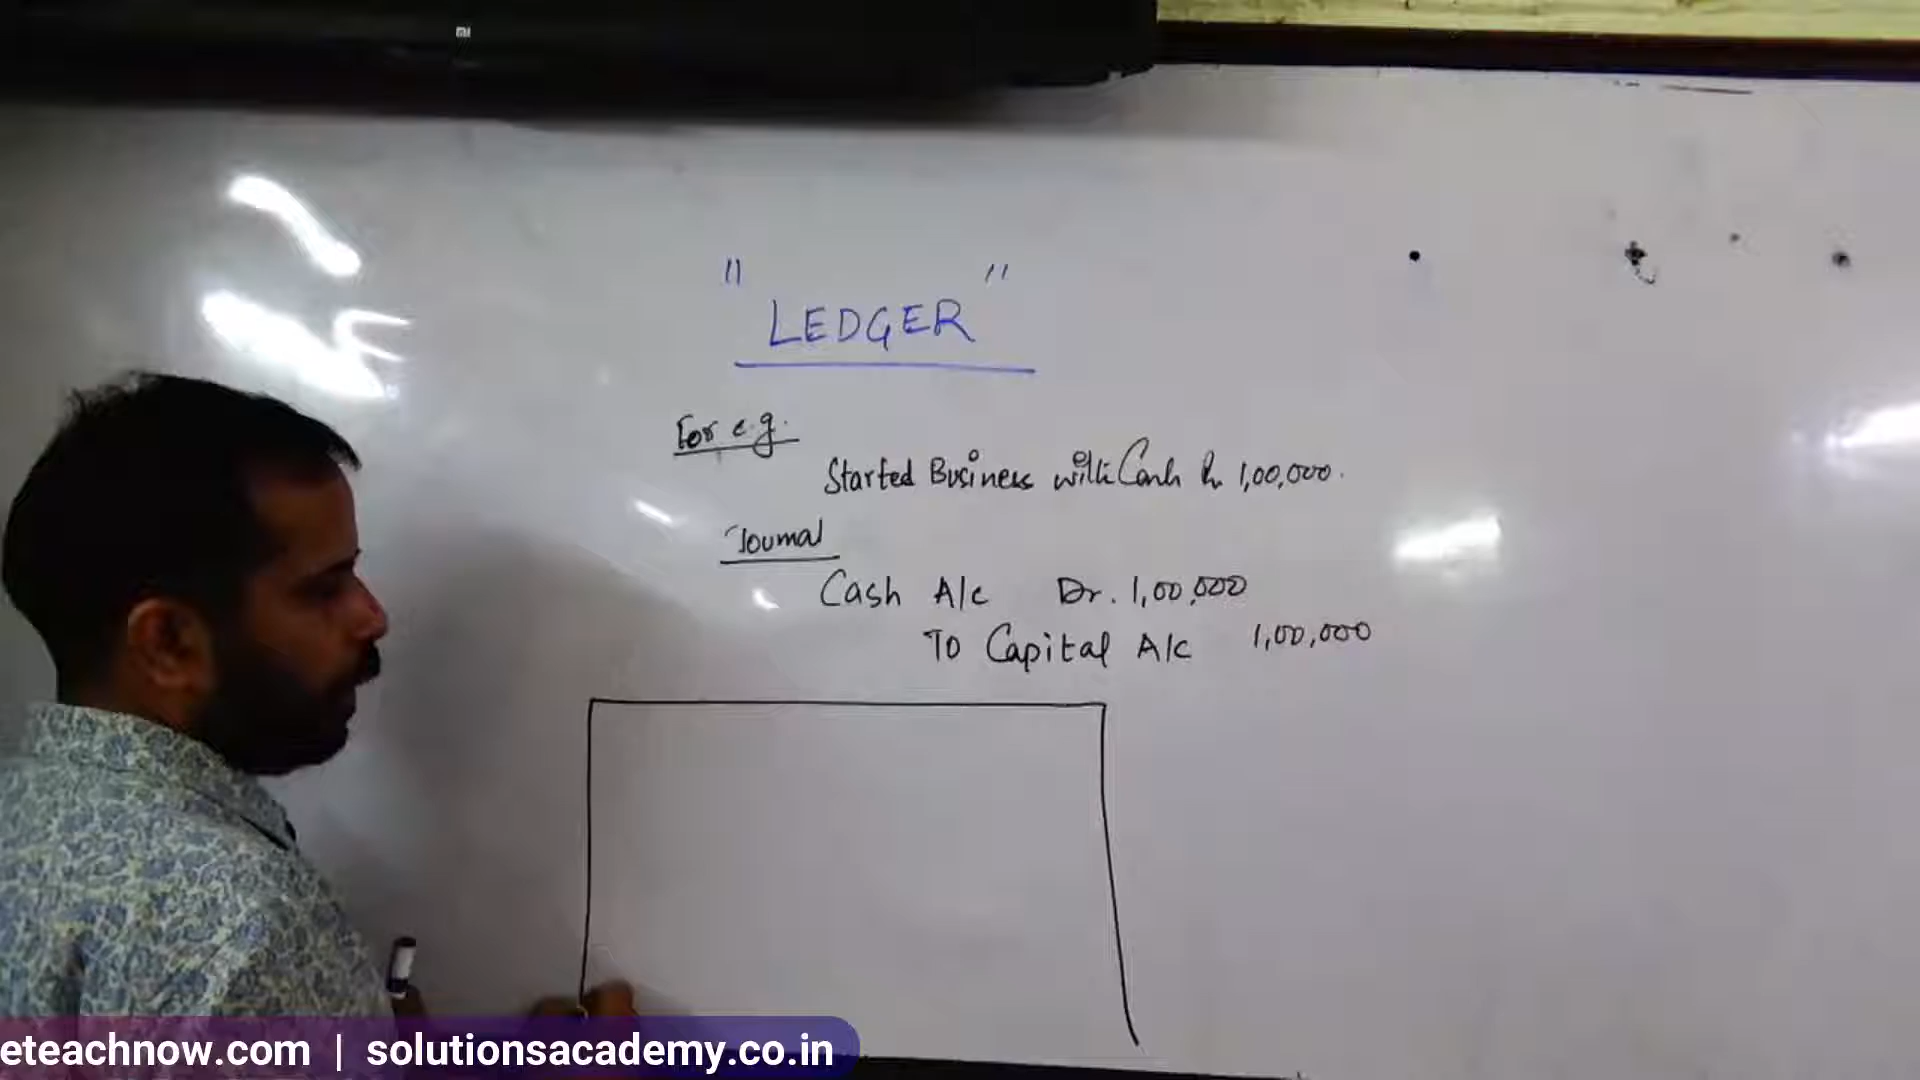 mi
" LEDGER "
For e.g.
Started Business with Cash Rs 1,00,000.
Journal
Cash A/c Dr. 1,00,000
To Capital A/c 1,00,000
eteachnow.com | solutionsacademy.co.in